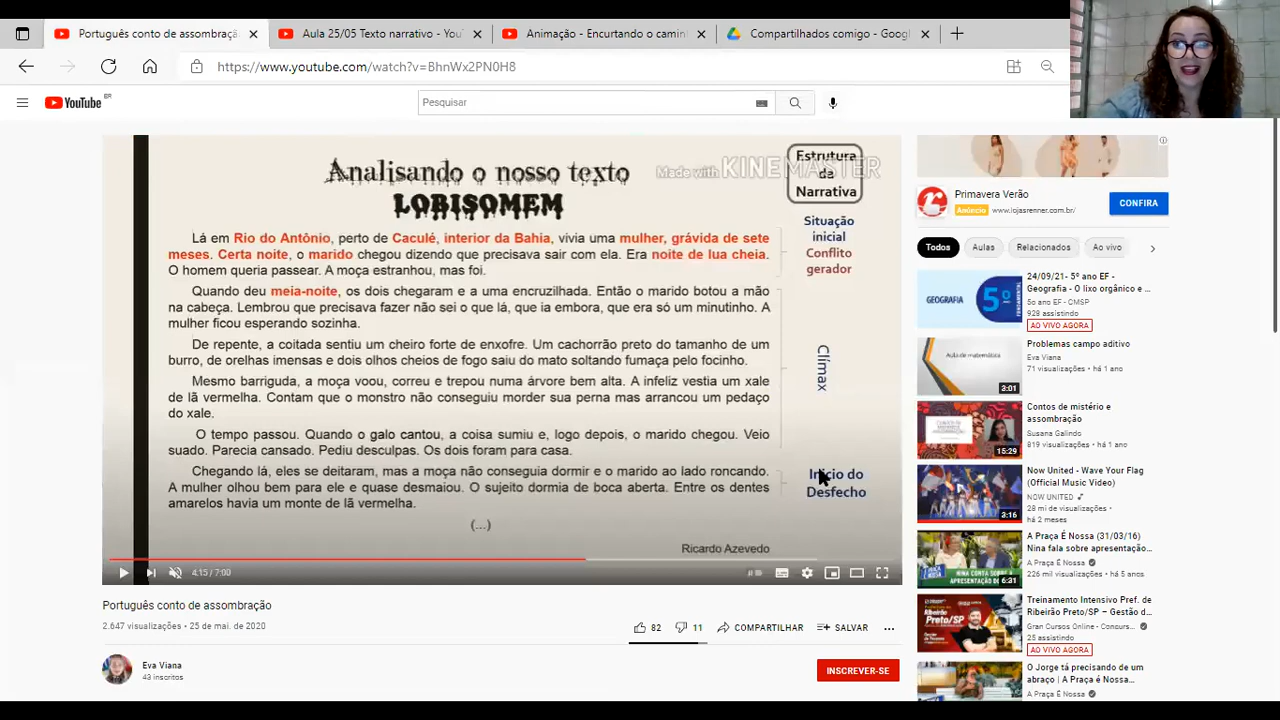 Português conto de assombração
Aula 25/05 Texto narrativo - You
Animação - Encurtando o camin
Compartilhados comigo - Googl
https://www.youtube.com/watch?v=BhnWx2PN0H8
YouTube
Pesquisar
Analisando o nosso texto
LOBISOMEM
Made with KINEMASTER
Estrutura
da
Narrativa
Lá em Rio do Antônio, perto de Caculé, interior da Bahia, vivia uma mulher, grávida de sete
meses. Certa noite, o marido chegou dizendo que precisava sair com ela. Era noite de lua cheia.
O homem queria passear. A moça estranhou, mas foi.
Situação
inicial
Conflito
gerador
Quando deu meia-noite, os dois chegaram e a uma encruzilhada. Então o marido botou a mão
na cabeça. Lembrou que precisava fazer não sei o que lá, que ia embora, que era só um minutinho. A
mulher ficou esperando sozinha.
De repente, a coitada sentiu um cheiro forte de enxofre. Um cachorrão preto do tamanho de um
burro, de orelhas imensas e dois olhos cheios de fogo saiu do mato soltando fumaça pelo focinho.
Mesmo barriguda, a moça voou, correu e trepou numa árvore bem alta. A infeliz vestia um xale
de lã vermelha. Contam que o monstro não conseguiu morder sua perna mas arrancou um pedaço
do xale.
O tempo passou. Quando o galo cantou, a coisa sumiu e, logo depois, o marido chegou. Veio
suado. Parecia cansado. Pediu desculpas. Os dois foram para casa.
Clímax
Chegando lá, eles se deitaram, mas a moça não conseguia dormir e o marido ao lado roncando.
A mulher olhou bem para ele e quase desmaiou. O sujeito dormia de boca aberta. Entre os dentes
amarelos havia um monte de lã vermelha.
Início do
Desfecho
(...)
Ricardo Azevedo
4:15 / 7:00
Português conto de assombração
2.647 visualizações • 25 de mai. de 2020
82
11
COMPARTILHAR
SALVAR
Eva Viana
43 inscritos
INSCREVER-SE
Primavera Verão
Anúncio www.lojasrenner.com.br/
CONFIRA
Todos
Aulas
Relacionados
Ao vivo
GEOGRAFIA
5º
24/09/21- 5º ano EF -
Geografia - O lixo orgânico e ...
5o ano EF - CMSP
928 assistindo
AO VIVO AGORA
Aula de matemática
3:01
Problemas campo aditivo
Eva Viana
71 visualizações • há 1 ano
15:29
Contos de mistério e
assombração
Susana Galindo
819 visualizações • há 1 ano
3:16
Now United - Wave Your Flag
(Official Music Video)
NOW UNITED
28 mi de visualizações •
há 2 meses
NINA CONTA SOBRE A
APRESENTAÇÃO DE
6:31
A Praça É Nossa (31/03/16)
Nina fala sobre apresentação...
A Praça É Nossa
226 mil visualizações • há 5 anos
Ribeirão
Preto/SP
Treinamento Intensivo Pref. de
Ribeirão Preto/SP – Gestão d...
Gran Cursos Online - Concurs...
25 assistindo
AO VIVO AGORA
O Jorge tá precisando de um
abraço | A Praça é Nossa...
A Praça É Nossa